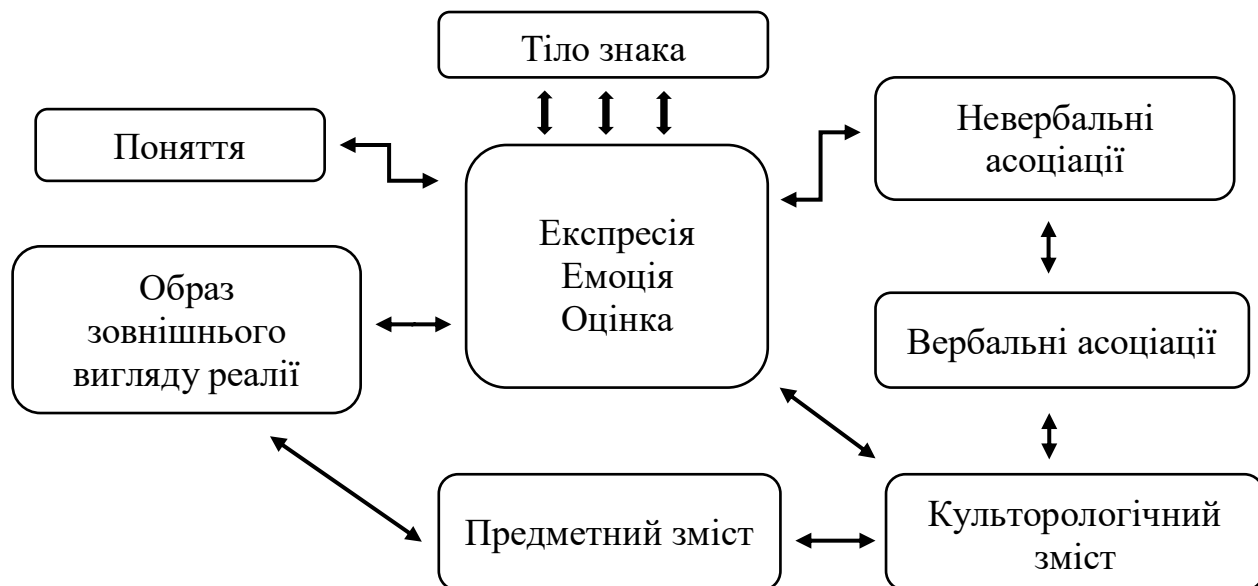 Тіло знака
Поняття
Невербальні
асоціації
Експресія
Емоція
Оцінка
Образ
зовнішнього
вигляду реалії
Вербальні асоціації
Предметний зміст
Культорологічний
зміст